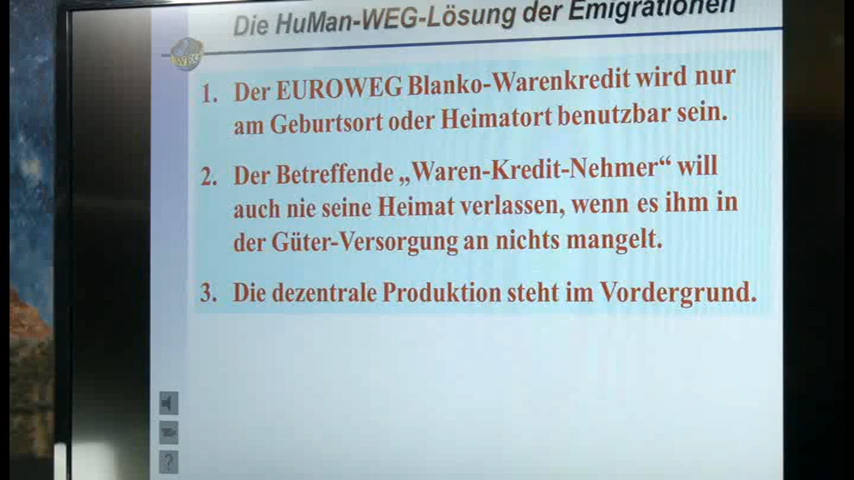 Die HuMan-WEG-Lösung der Emigrationen
WEG
1. Der EUROWEG Blanko-Warenkredit wird nur
am Geburtsort oder Heimatort benutzbar sein.
2. Der Betreffende „Waren-Kredit-Nehmer“ will
auch nie seine Heimat verlassen, wenn es ihm in
der Güter-Versorgung an nichts mangelt.
3. Die dezentrale Produktion steht im Vordergrund.
?